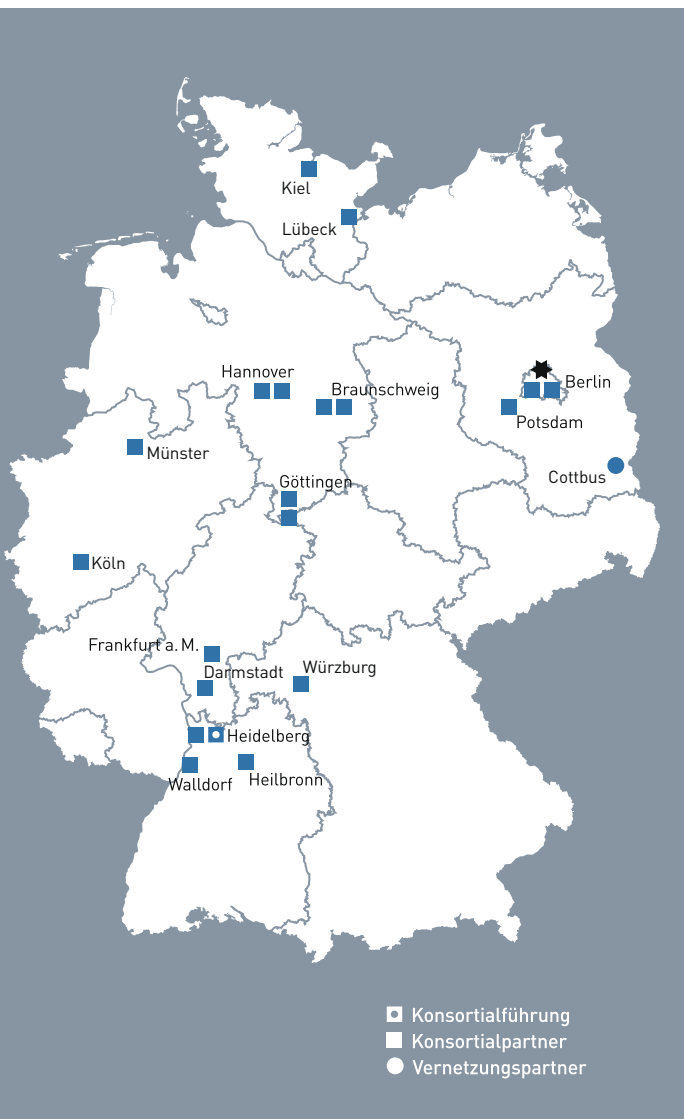 Kiel
Lübeck
Hannover
Braunschweig
Berlin
Potsdam
Münster
Cottbus
Göttingen
Köln
Frankfurt a. M.
Darmstadt
Würzburg
Heidelberg
Walldorf
Heilbronn
Konsortialführung
Konsortialpartner
Vernetzungspartner